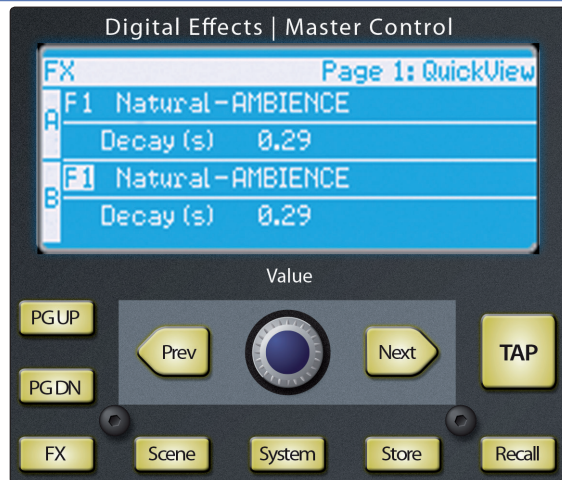 Digital Effects | Master Control
FX Page 1: QuickView
A F1 Natural-AMBIENCE
Decay (s) 0.29
B F1 Natural-AMBIENCE
Decay (s) 0.29
Value
PG UP
Prev
Next
TAP
PG DN
FX
Scene
System
Store
Recall